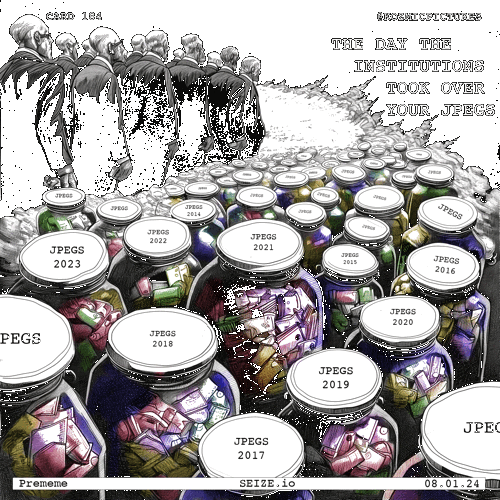 CARD 184
@KOSMICPICTURES
THE DAY THE
INSTITUTIONS
TOOK OVER
YOUR JPEGS
JPEGS
JPEGS
JPEGS
2014
JPEGS
JPEGS
JPEGS
2022
JPEGS
2021
JPEGS
2023
JPEGS
2015
JPEGS
2016
JPEGS
2020
JPEGS
JPEGS
2018
JPEGS
2019
JPEG
JPEGS
2017
Prememe
SEIZE.io
08.01.24